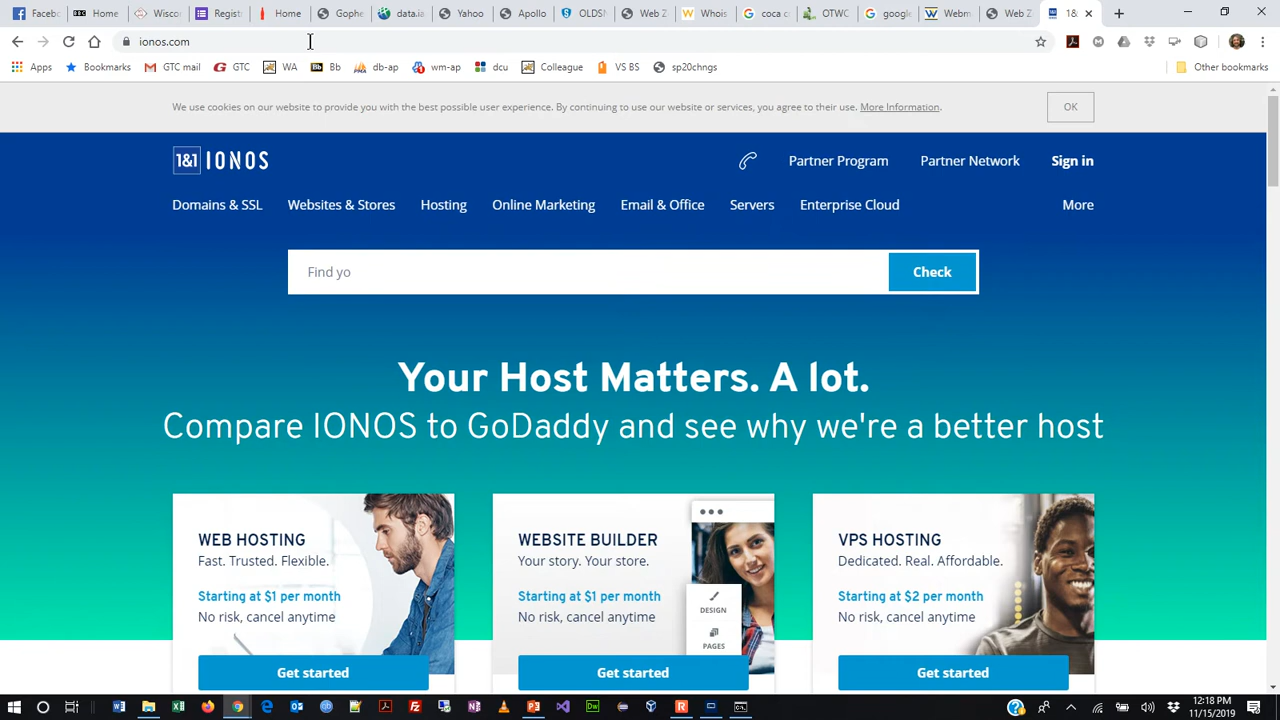 Facebo
Home
Wisco
Regist
Home
Gophe
data.ia
Yahoo
Apollo
OLDSM
Web Z
Whois
coca c
OTWC
google
Webm
Web Z
1&
ionos.com
Apps
Bookmarks
GTC mail
GTC
WA
Bb
db-ap
wm-ap
dcu
Colleague
VS BS
sp20chngs
Other bookmarks
We use cookies on our website to provide you with the best possible user experience. By continuing to use our website or services, you agree to their use. More Information.
OK
1&1 IONOS
Partner Program
Partner Network
Sign in
Domains & SSL
Websites & Stores
Hosting
Online Marketing
Email & Office
Servers
Enterprise Cloud
More
Find yo
Check
Your Host Matters. A lot.
Compare IONOS to GoDaddy and see why we're a better host
WEB HOSTING
Fast. Trusted. Flexible.
Starting at $1 per month
No risk, cancel anytime
Get started
WEBSITE BUILDER
Your story. Your store.
Starting at $1 per month
No risk, cancel anytime
DESIGN
PAGES
Get started
VPS HOSTING
Dedicated. Real. Affordable.
Starting at $2 per month
No risk, cancel anytime
Get started
12:18 PM
11/15/2019